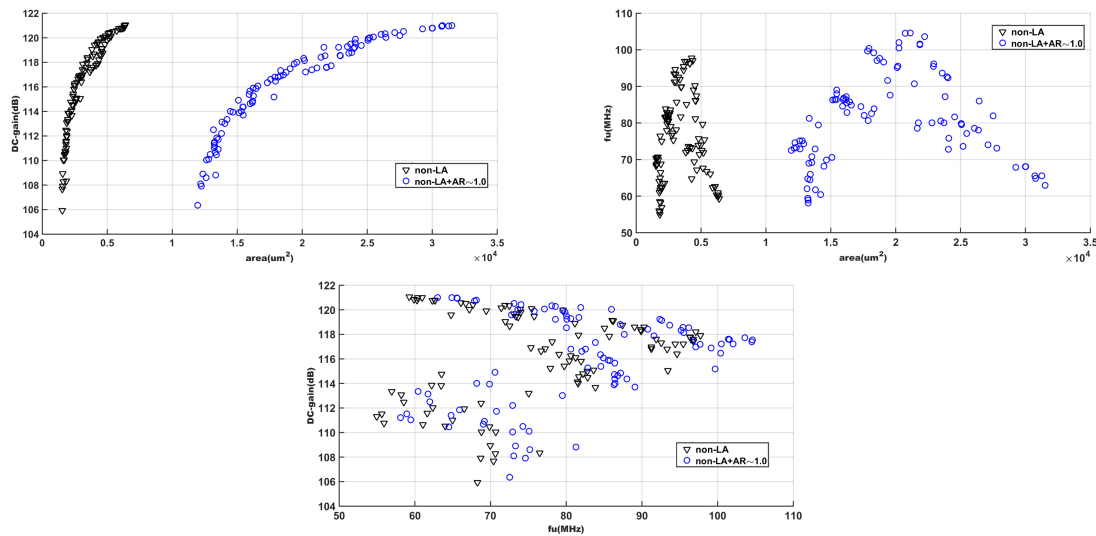 122
120
118
116
114
112
110
108
106
104
DC-gain(dB)
0 0.5 1 1.5 2 2.5 3 3.5
area(um²)
×10⁴
non-LA
non-LA+AR∼1.0
110
100
90
80
70
60
50
fu(MHz)
0 0.5 1 1.5 2 2.5 3 3.5
area(um²)
×10⁴
non-LA
non-LA+AR∼1.0
122
120
118
116
114
112
110
108
106
104
DC-gain(dB)
50 60 70 80 90 100 110
fu(MHz)
non-LA
non-LA+AR∼1.0